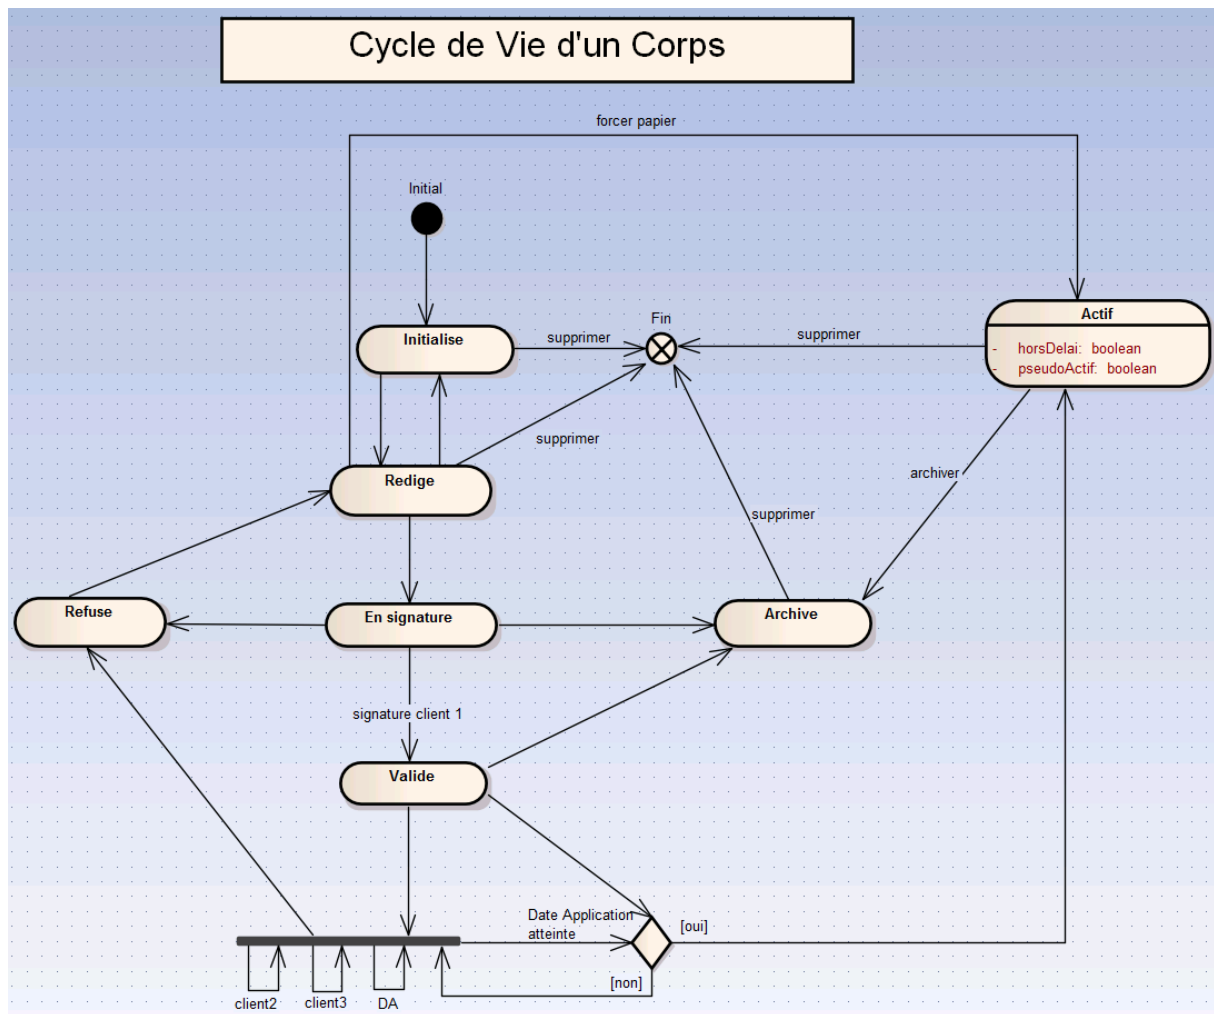 Cycle de Vie d'un Corps
forcer papier
Initial
Initialise
supprimer
Fin
supprimer
Actif
- horsDelai: boolean
- pseudoActif: boolean
supprimer
Redige
archiver
supprimer
Refuse
En signature
Archive
signature client 1
Valide
Date Application
atteinte
[oui]
[non]
client2
client3
DA